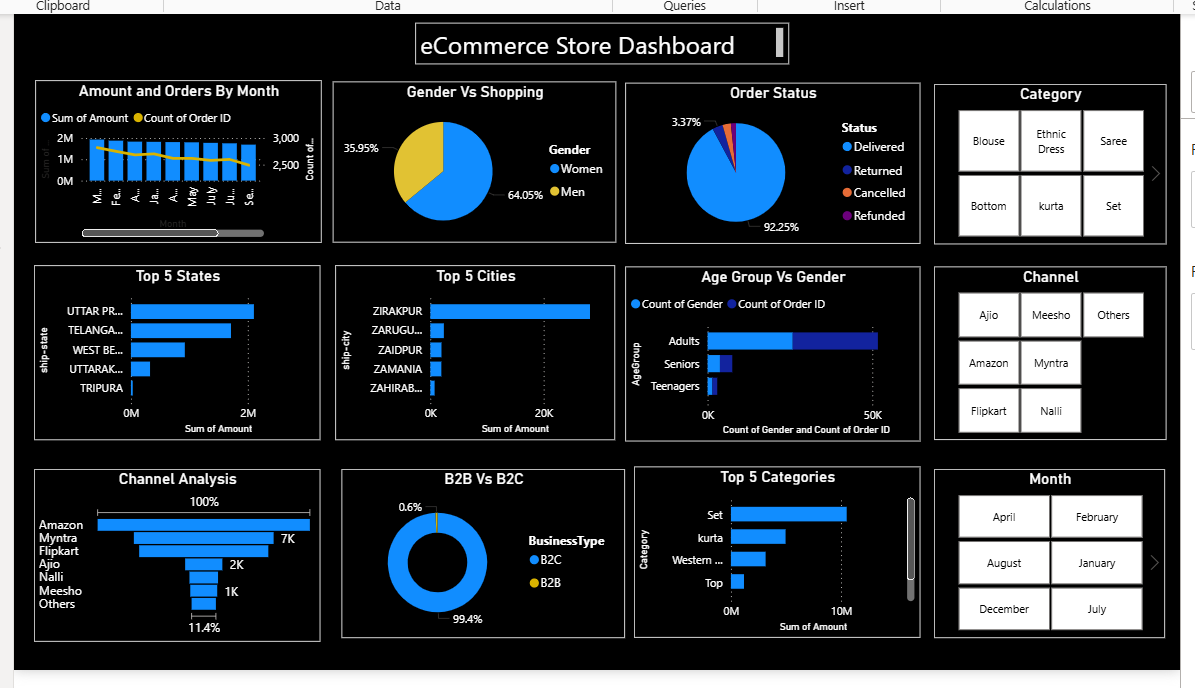 Clipboard
Data
Queries
Insert
Calculations
eCommerce Store Dashboard
Amount and Orders By Month
Sum of Amount Count of Order ID
2M
1M
0M
3,000
2,500
Sum of...
Count of...
M...
Fe...
A...
Ja...
A...
May
July
Ju...
Se...
Month
Gender Vs Shopping
35.95%
64.05%
Gender
Women
Men
Order Status
3.37%
92.25%
Status
Delivered
Returned
Cancelled
Refunded
Category
Blouse
Ethnic Dress
Saree
Bottom
kurta
Set
Top 5 States
ship-state
UTTAR PR...
TELANGA...
WEST BE...
UTTARAK...
TRIPURA
0M 2M
Sum of Amount
Top 5 Cities
ship-city
ZIRAKPUR
ZARUGU...
ZAIDPUR
ZAMANIA
ZAHIRAB...
0K 20K
Sum of Amount
Age Group Vs Gender
Count of Gender Count of Order ID
AgeGroup
Adults
Seniors
Teenagers
0K 50K
Count of Gender and Count of Order ID
Channel
Ajio
Meesho
Others
Amazon
Myntra
Flipkart
Nalli
Channel Analysis
100%
Amazon
Myntra 7K
Flipkart
Ajio 2K
Nalli
Meesho 1K
Others
11.4%
B2B Vs B2C
0.6%
99.4%
BusinessType
B2C
B2B
Top 5 Categories
Category
Set
kurta
Western ...
Top
0M 10M
Sum of Amount
Month
April
February
August
January
December
July